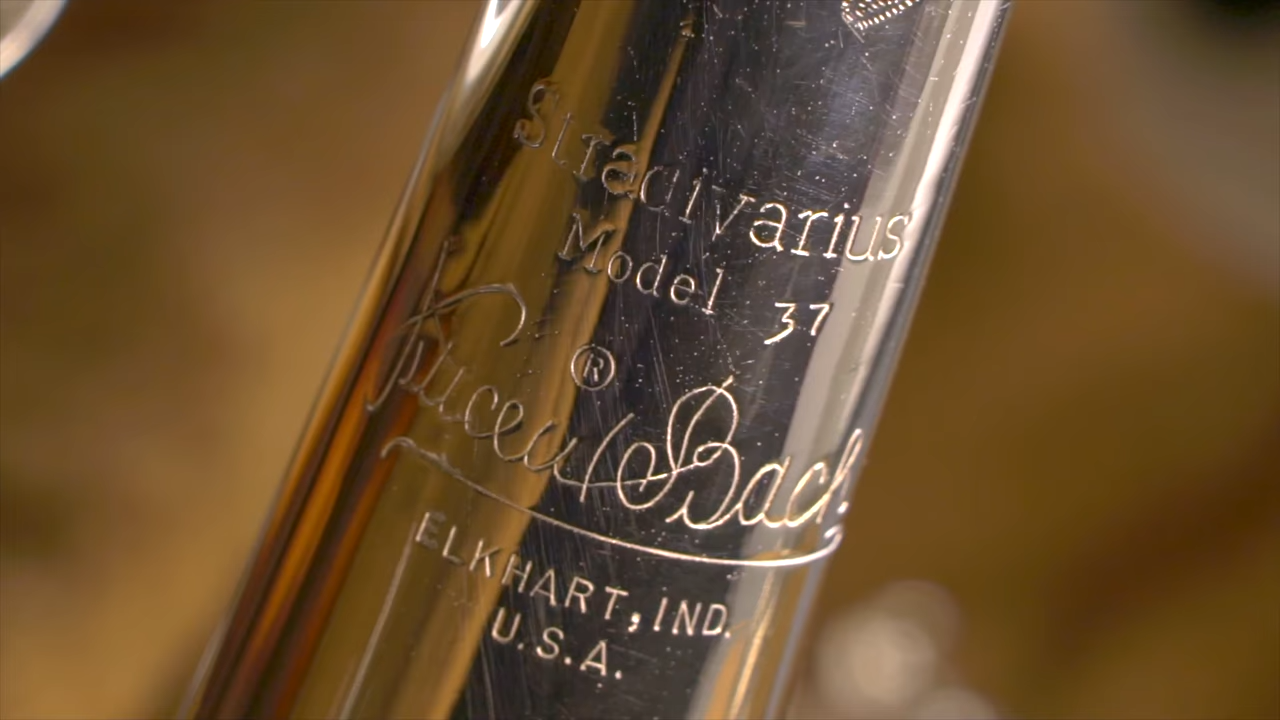 Stradivarius
Model 37
®
Vincent Bach
ELKHART, IND.
U.S.A.